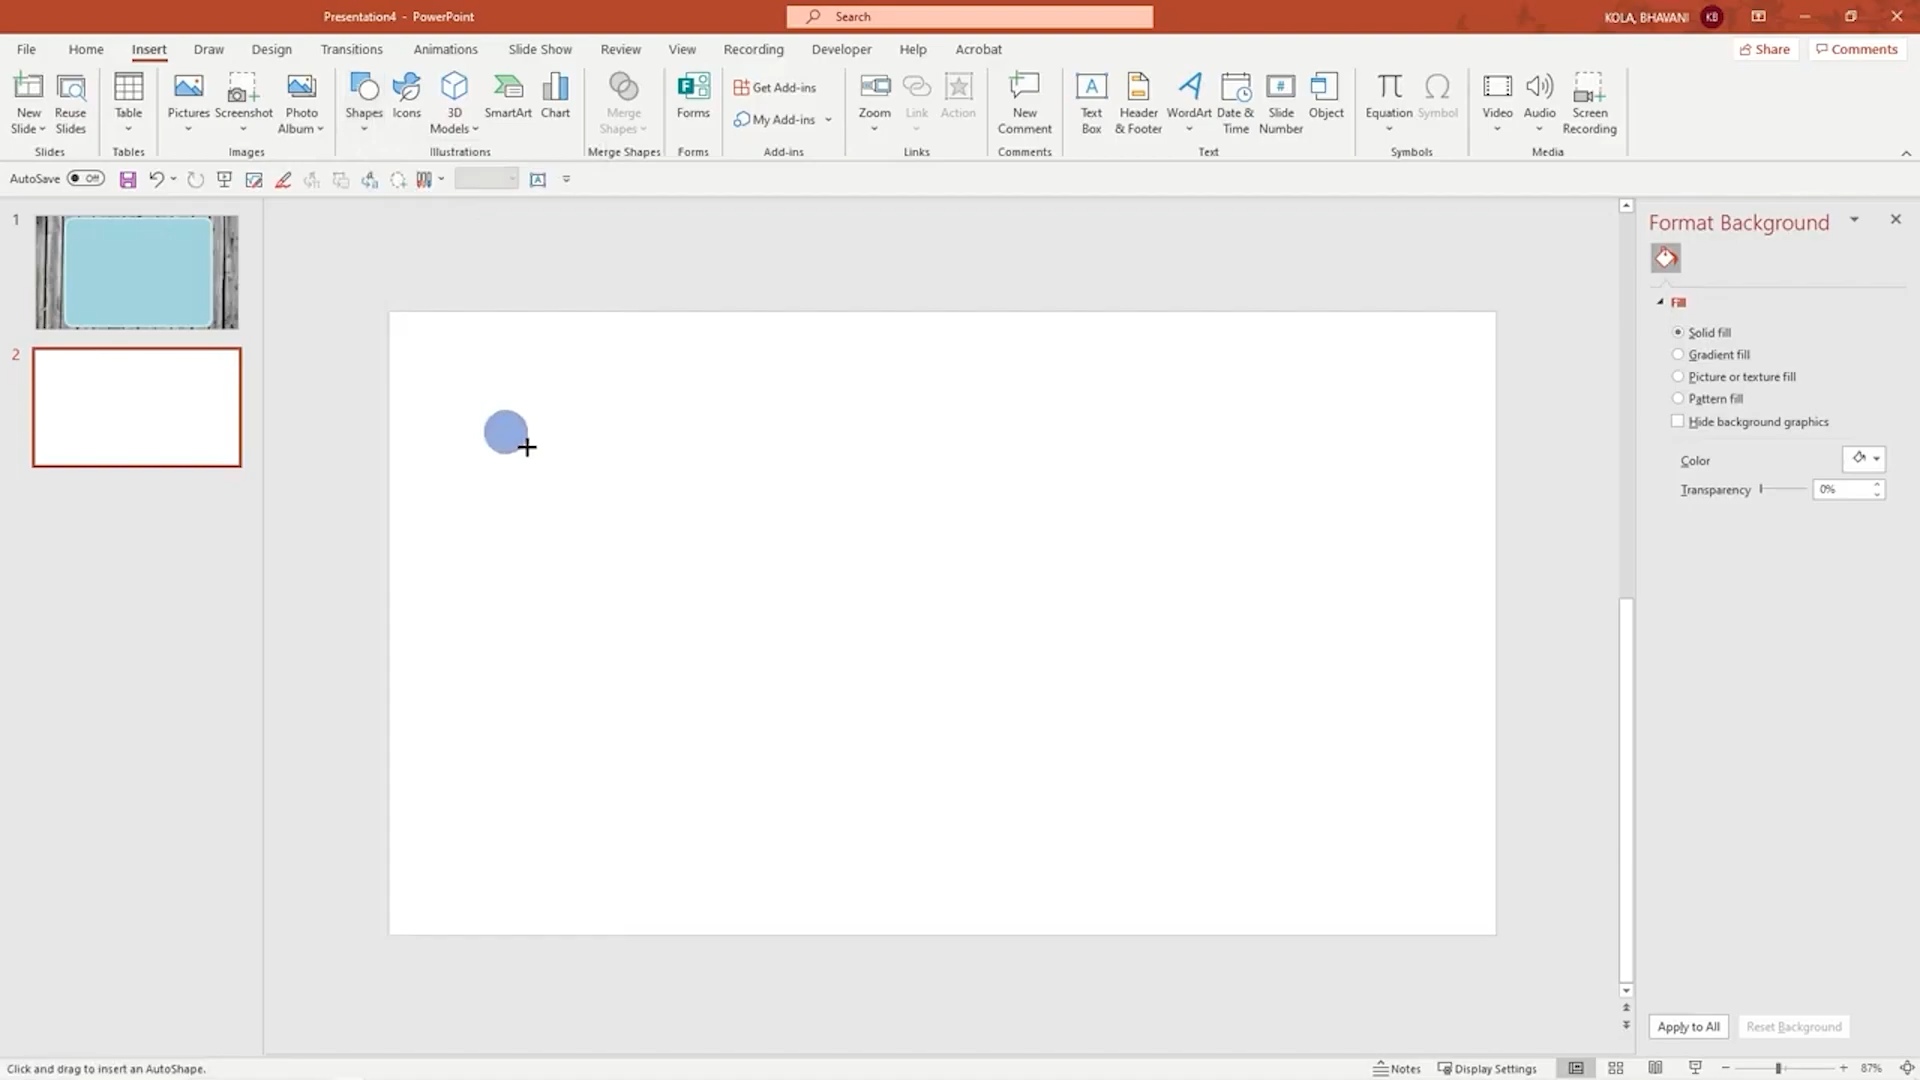 Presentation4 - PowerPoint
Search
KOLA, BHAVANI KB
File Home Insert Draw Design Transitions Animations Slide Show Review View Recording Developer Help Acrobat Share Comments
New Slide
Reuse Slides
Table
Pictures
Screenshot
Photo Album
Shapes
Icons
3D Models
SmartArt
Chart
Merge Shapes
Forms
Get Add-ins
My Add-ins
Zoom
Link
Action
New Comment
Text Box
Header & Footer
WordArt
Date & Time
Slide Number
Object
Equation
Symbol
Video
Audio
Screen Recording
Slides Tables Images Illustrations Merge Shapes Forms Add-ins Links Comments Text Symbols Media
AutoSave Off
1
2
Format Background
Fill
Solid fill
Gradient fill
Picture or texture fill
Pattern fill
Hide background graphics
Color
Transparency 0%
Apply to All Reset Background
Click and drag to insert an AutoShape. Notes Display Settings 87%